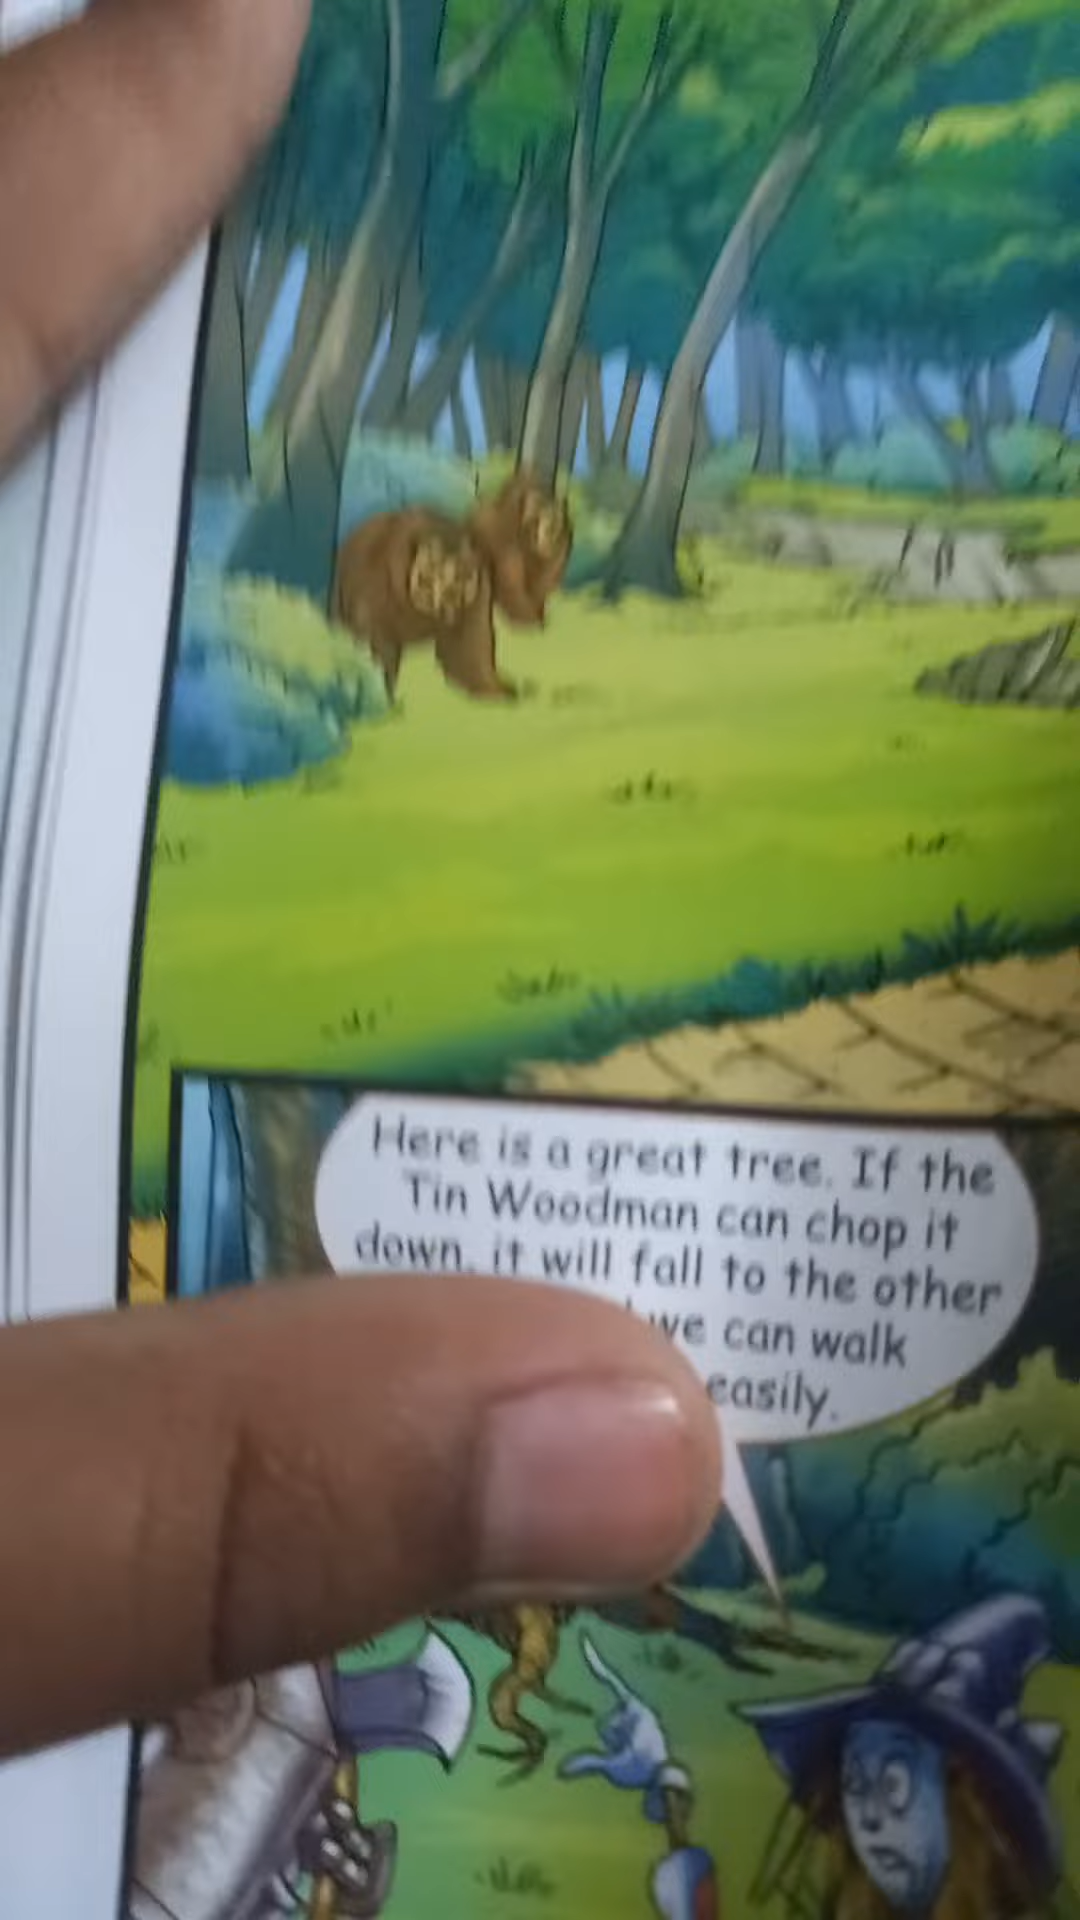 Here is a great tree. If the
Tin Woodman can chop it
down, it will fall to the other
we can walk
easily.